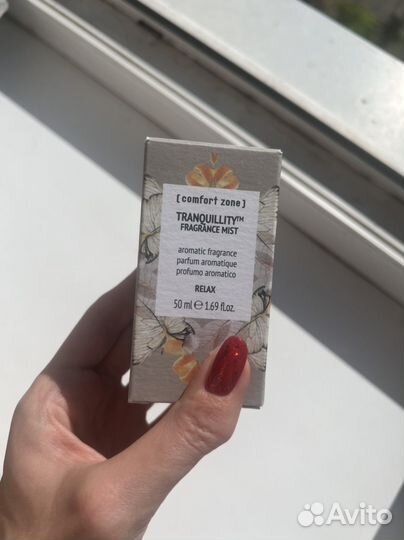 [ comfort zone ]
TRANQUILLITY™
FRAGRANCE MIST
aromatic fragrance
parfum aromatique
profumo aromatico
RELAX
50 ml ℮ 1.69 fl.oz.
Avito